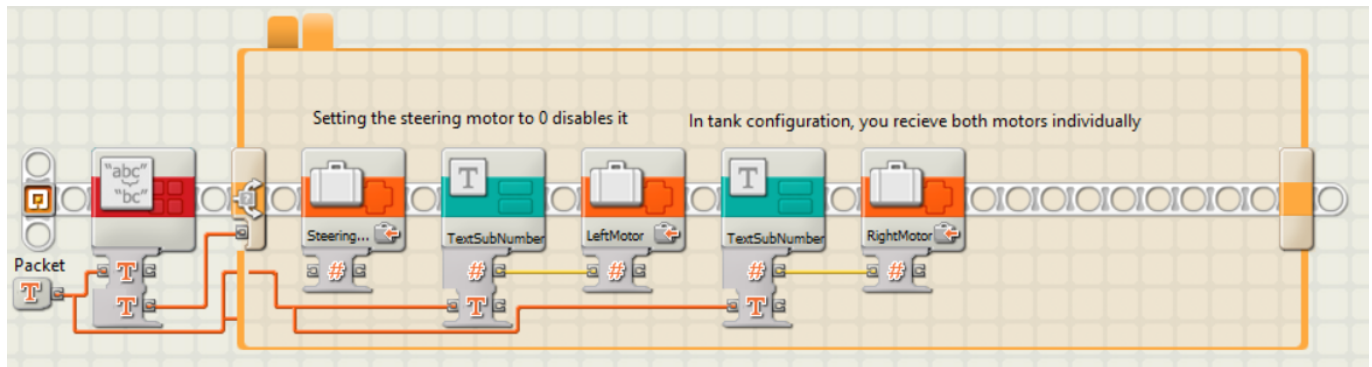 Setting the steering motor to 0 disables it
In tank configuration, you recieve both motors individually
"abc"
"bc"
T
T
Steering...
TextSubNumber
LeftMotor
TextSubNumber
RightMotor
Packet
T
T
#
#
#
#
#
T
T
T